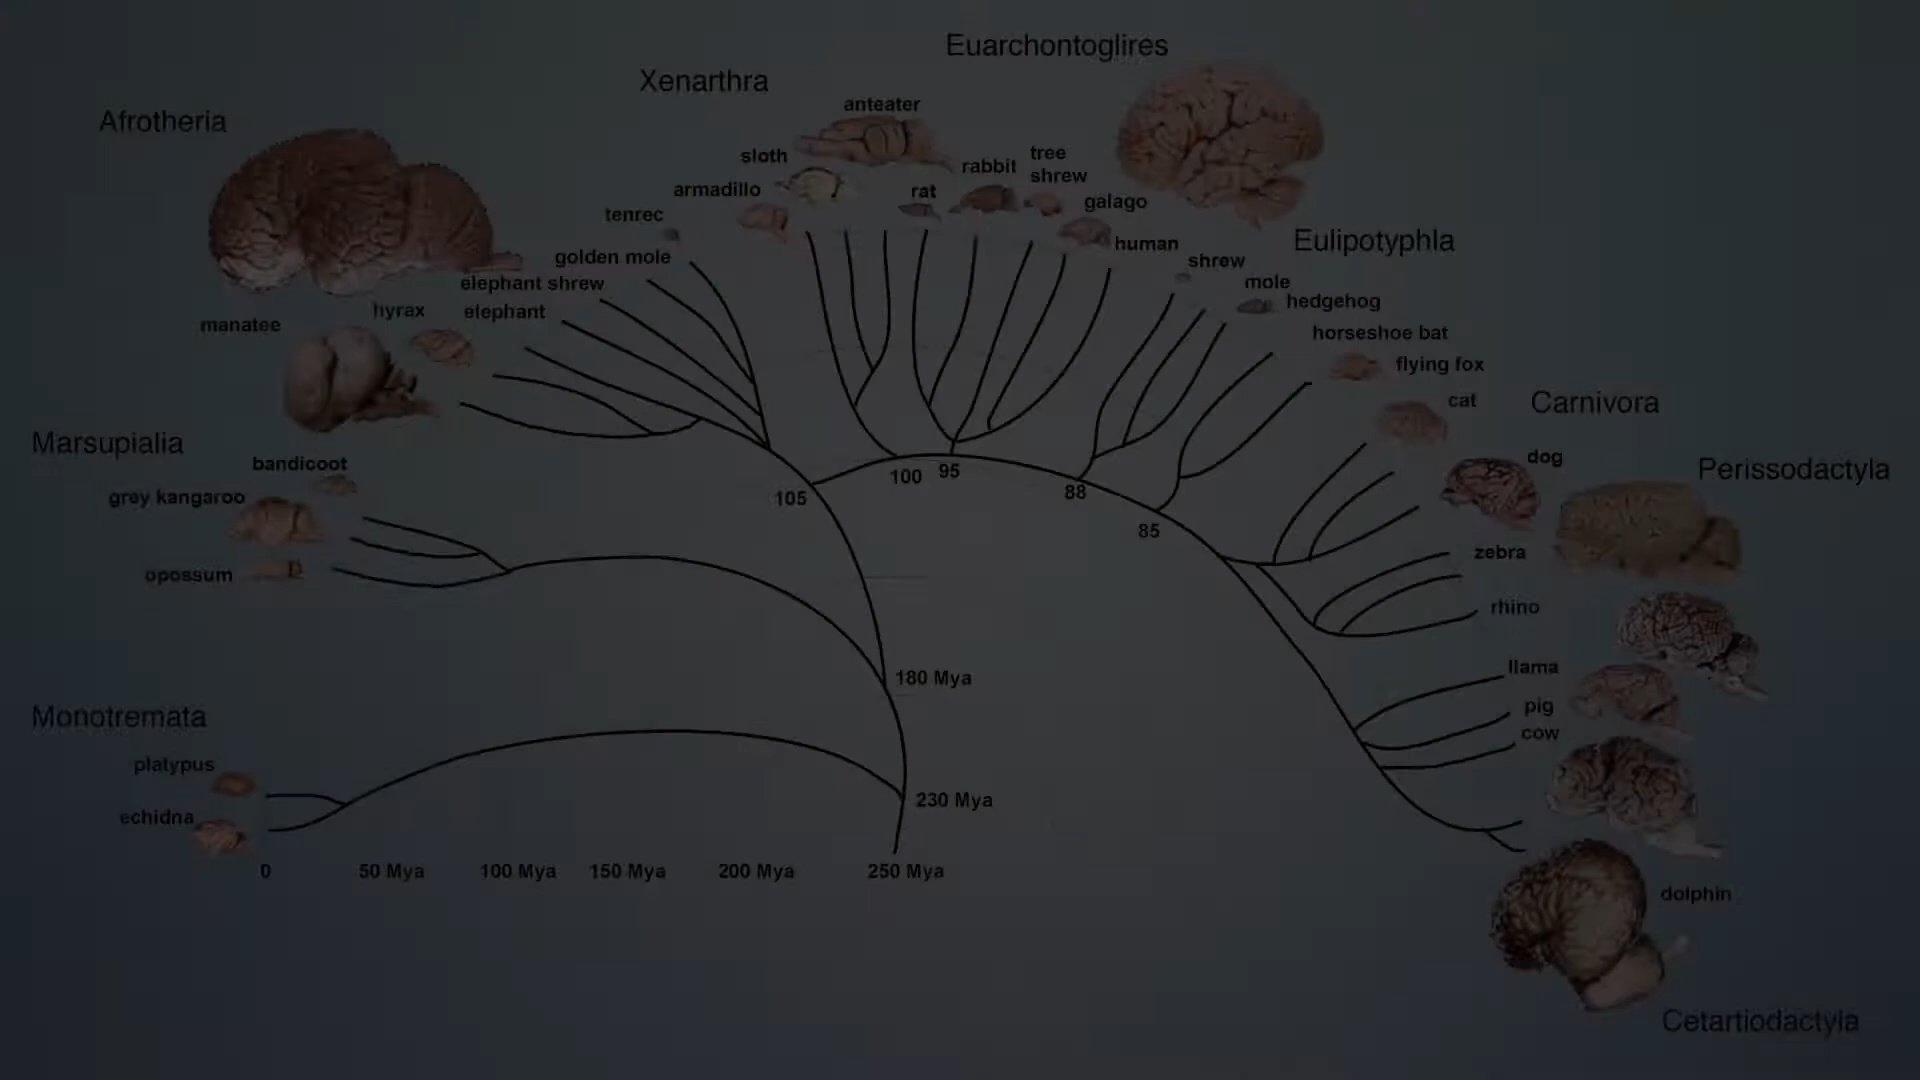 Euarchontoglires
Xenarthra
Afrotheria
anteater
sloth
rabbit
tree
shrew
armadillo
rat
galago
tenrec
human
Eulipotyphla
golden mole
shrew
elephant shrew
mole
hyrax
elephant
hedgehog
manatee
horseshoe bat
flying fox
cat
Carnivora
Marsupialia
bandicoot
dog
Perissodactyla
grey kangaroo
100
95
105
88
85
zebra
opossum
rhino
llama
180 Mya
pig
Monotremata
cow
platypus
230 Mya
echidna
0
50 Mya
100 Mya
150 Mya
200 Mya
250 Mya
dolphin
Cetartiodactyla